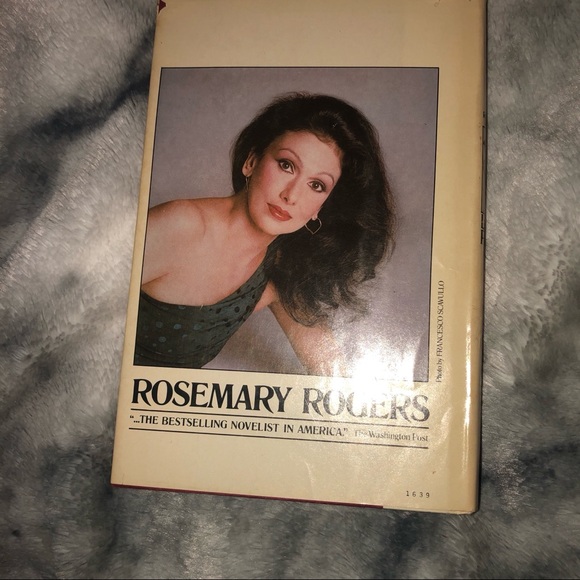 Photo by FRANCESCO SCAVULLO
ROSEMARY ROGERS
"...THE BESTSELLING NOVELIST IN AMERICA." The Washington Post
1639